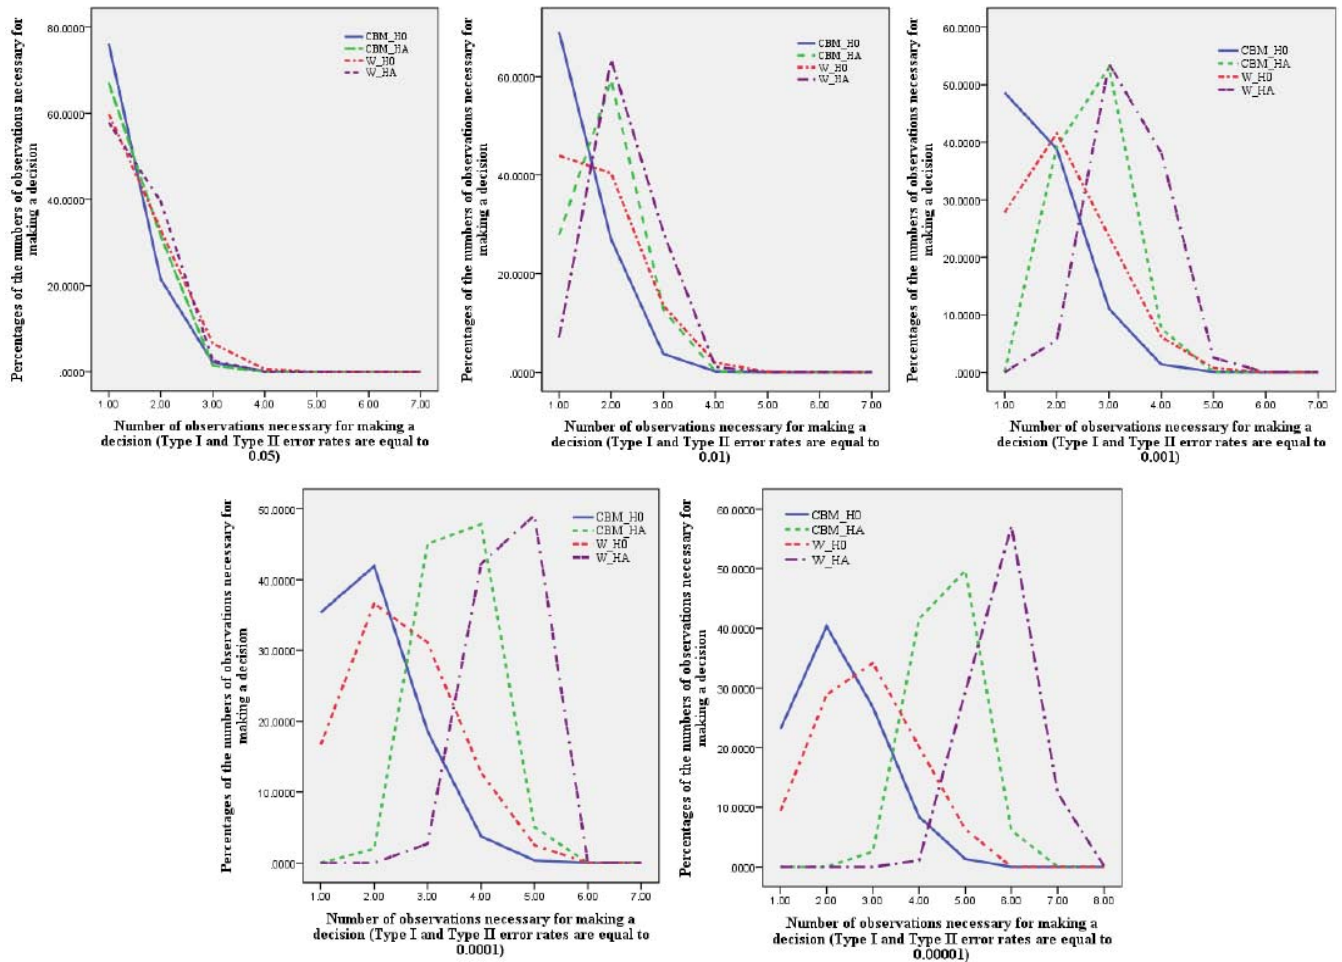 Percentages of the numbers of observations necessary for
making a decision
80.0000
60.0000
40.0000
20.0000
.0000
CBM_H0
CBM_HA
W_H0
W_HA
1.00 2.00 3.00 4.00 5.00 6.00 7.00
Number of observations necessary for making a
decision (Type I and Type II error rates are equal to
0.05)
Percentages of the numbers of observations necessary for
making a decision
60.0000
40.0000
20.0000
.0000
CBM_H0
CBM_HA
W_H0
W_HA
1.00 2.00 3.00 4.00 5.00 6.00 7.00
Number of observations necessary for making a
decision (Type I and Type II error rates are equal to
0.01)
Percentages of the numbers of observations necessary for
making a decision
60.0000
50.0000
40.0000
30.0000
20.0000
10.0000
.0000
CBM_H0
CBM_HA
W_H0
W_HA
1.00 2.00 3.00 4.00 5.00 6.00 7.00
Number of observations necessary for making a
decision (Type I and Type II error rates are equal to
0.001)
Percentages of the numbers of observations necessary for
making a decision
50.0000
40.0000
30.0000
20.0000
10.0000
.0000
CBM_H0
CBM_HA
W_H0
W_HA
1.00 2.00 3.00 4.00 5.00 6.00 7.00
Number of observations necessary for making a
decision (Type I and Type II error rates are equal to
0.0001)
Percentages of the numbers of observations necessary for
making a decision
60.0000
50.0000
40.0000
30.0000
20.0000
10.0000
.0000
CBM_H0
CBM_HA
W_H0
W_HA
1.00 2.00 3.00 4.00 5.00 6.00 7.00 8.00
Number of observations necessary for making a
decision (Type I and Type II error rates are equal to
0.00001)